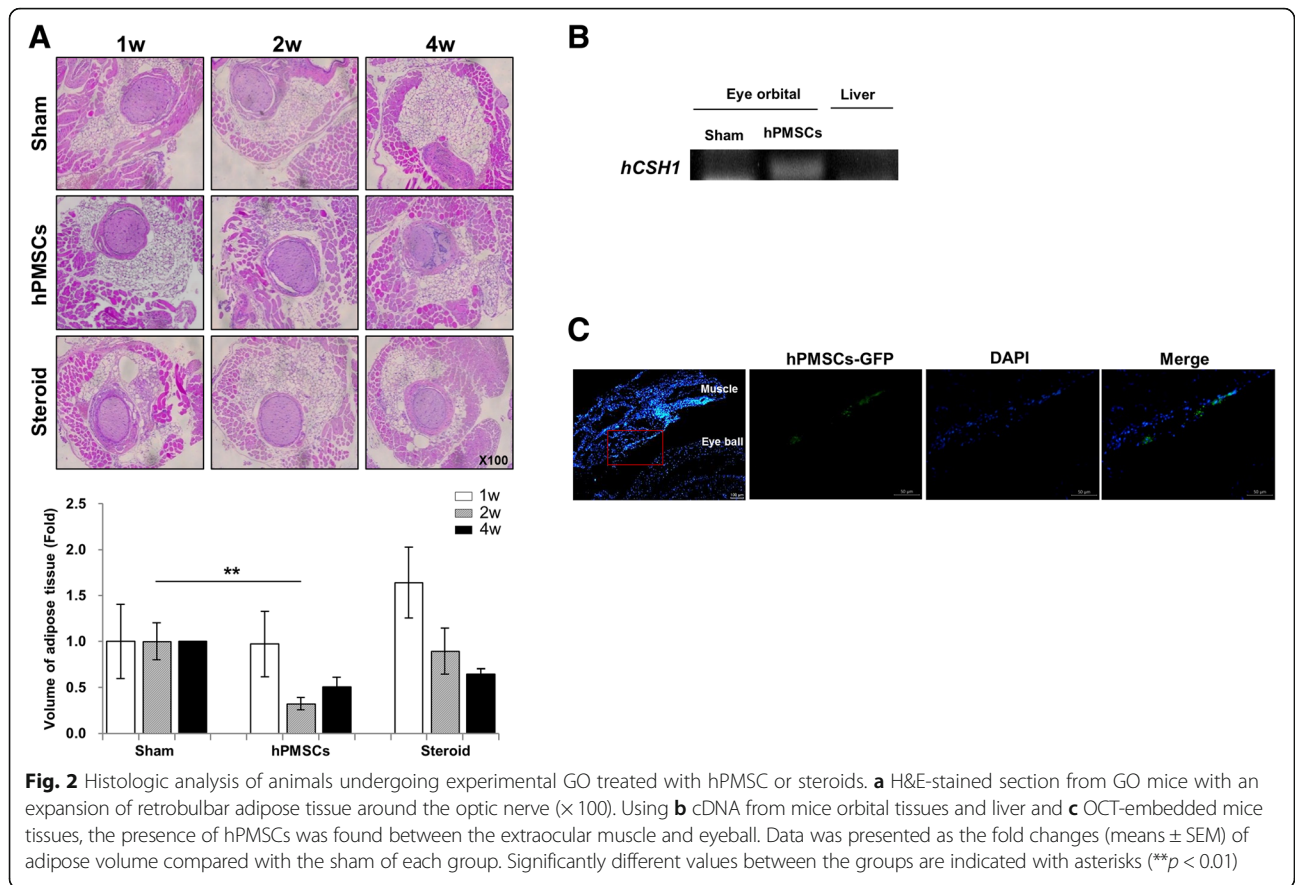 A
1w 2w 4w
Sham
hPMSCs
Steroid
X100
Volume of adipose tissue (Fold)
2.5
2.0
1.5
1.0
0.5
0.0
1w
2w
4w
**
Sham hPMSCs Steroid
B
Eye orbital Liver
Sham hPMSCs
hCSH1
C
hPMSCs-GFP DAPI Merge
Muscle
Eye ball
50 μm 50 μm 50 μm
Fig. 2 Histologic analysis of animals undergoing experimental GO treated with hPMSC or steroids. a H&E-stained section from GO mice with an
expansion of retrobulbar adipose tissue around the optic nerve (× 100). Using b cDNA from mice orbital tissues and liver and c OCT-embedded mice
tissues, the presence of hPMSCs was found between the extraocular muscle and eyeball. Data was presented as the fold changes (means ± SEM) of
adipose volume compared with the sham of each group. Significantly different values between the groups are indicated with asterisks (**p < 0.01)